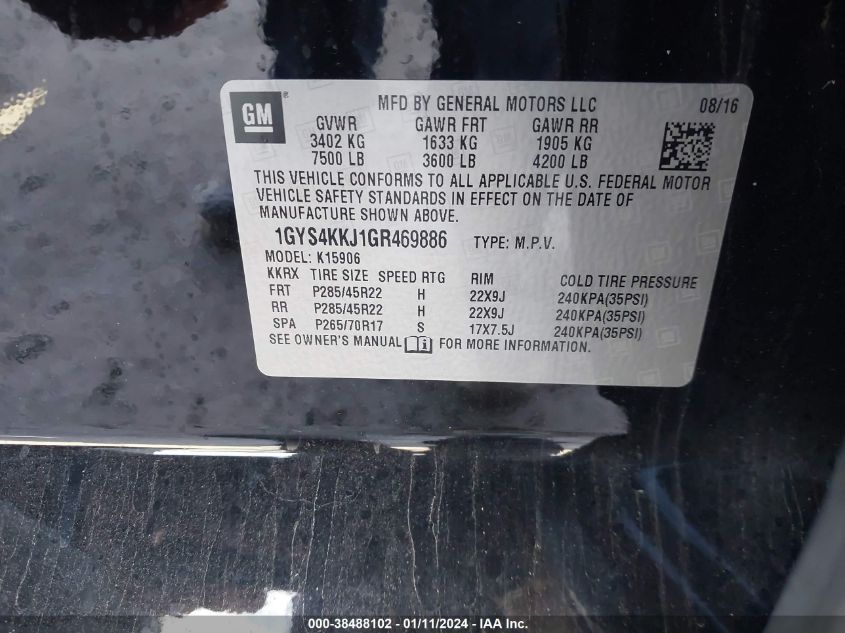 GM ® MFD BY GENERAL MOTORS LLC 08/16
GVWR GAWR FRT GAWR RR
3402 KG 1633 KG 1905 KG
7500 LB 3600 LB 4200 LB
THIS VEHICLE CONFORMS TO ALL APPLICABLE U.S. FEDERAL MOTOR
VEHICLE SAFETY STANDARDS IN EFFECT ON THE DATE OF
MANUFACTURE SHOWN ABOVE.
1GYS4KKJ1GR469886 TYPE: M.P.V.
MODEL: K15906
KKRX TIRE SIZE SPEED RTG RIM COLD TIRE PRESSURE
FRT P285/45R22 H 22X9J 240KPA(35PSI)
RR P285/45R22 H 22X9J 240KPA(35PSI)
SPA P265/70R17 S 17X7.5J 240KPA(35PSI)
SEE OWNER'S MANUAL FOR MORE INFORMATION.
000-38488102 - 01/11/2024 - IAA Inc.